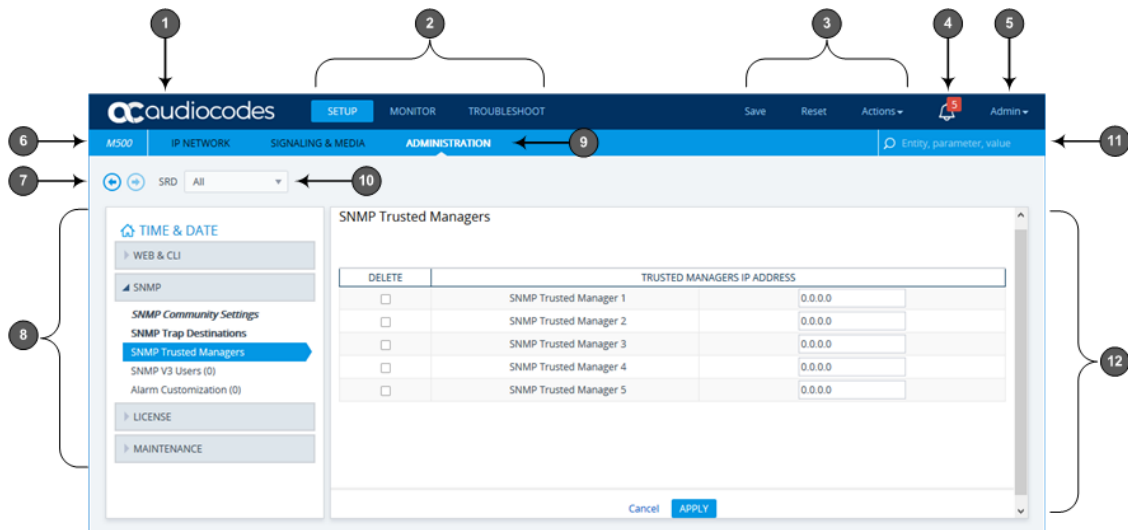 1 2 3 4 5
audiocodes SETUP MONITOR TROUBLESHOOT Save Reset Actions 5 Admin
6 M500 IP NETWORK SIGNALING & MEDIA ADMINISTRATION 9 Entity, parameter, value 11
7 SRD All 10
TIME & DATE
WEB & CLI
SNMP
SNMP Community Settings
SNMP Trap Destinations
SNMP Trusted Managers
SNMP V3 Users (0)
Alarm Customization (0)
LICENSE
MAINTENANCE
8
SNMP Trusted Managers
DELETE TRUSTED MANAGERS IP ADDRESS
SNMP Trusted Manager 1 0.0.0.0
SNMP Trusted Manager 2 0.0.0.0
SNMP Trusted Manager 3 0.0.0.0
SNMP Trusted Manager 4 0.0.0.0
SNMP Trusted Manager 5 0.0.0.0
12
Cancel APPLY